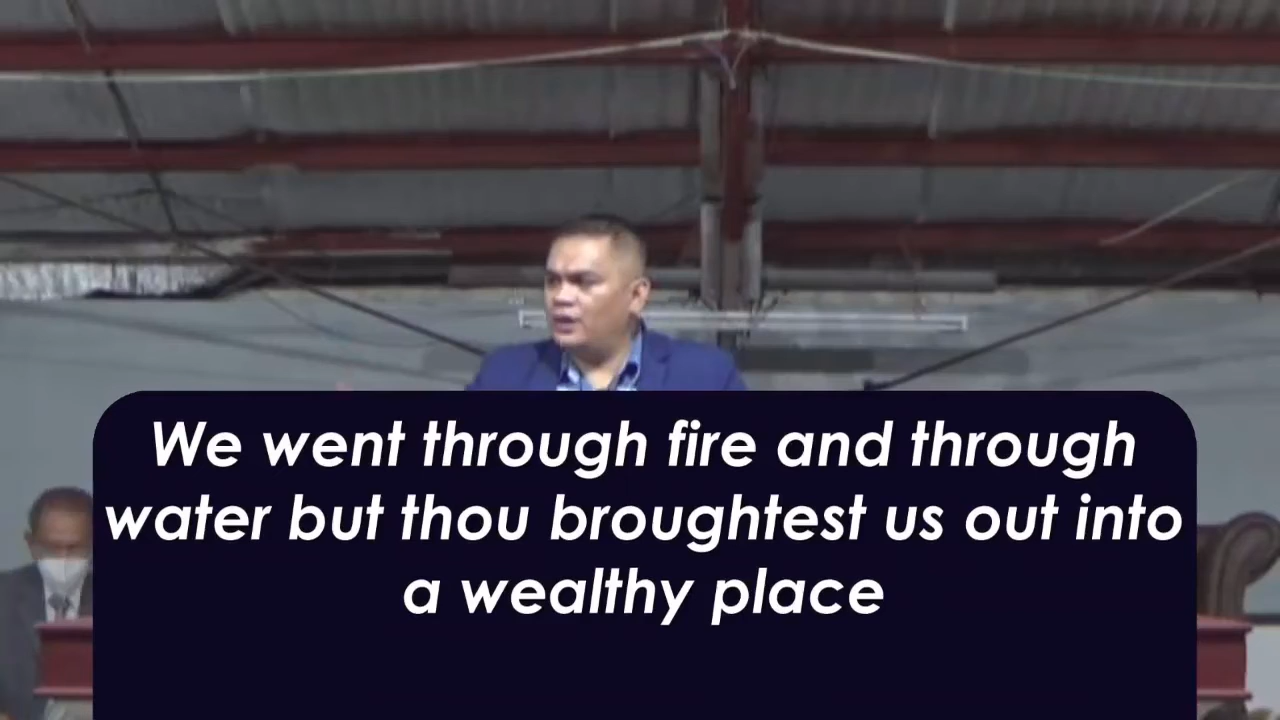 We went through fire and through
water but thou broughtest us out into
a wealthy place